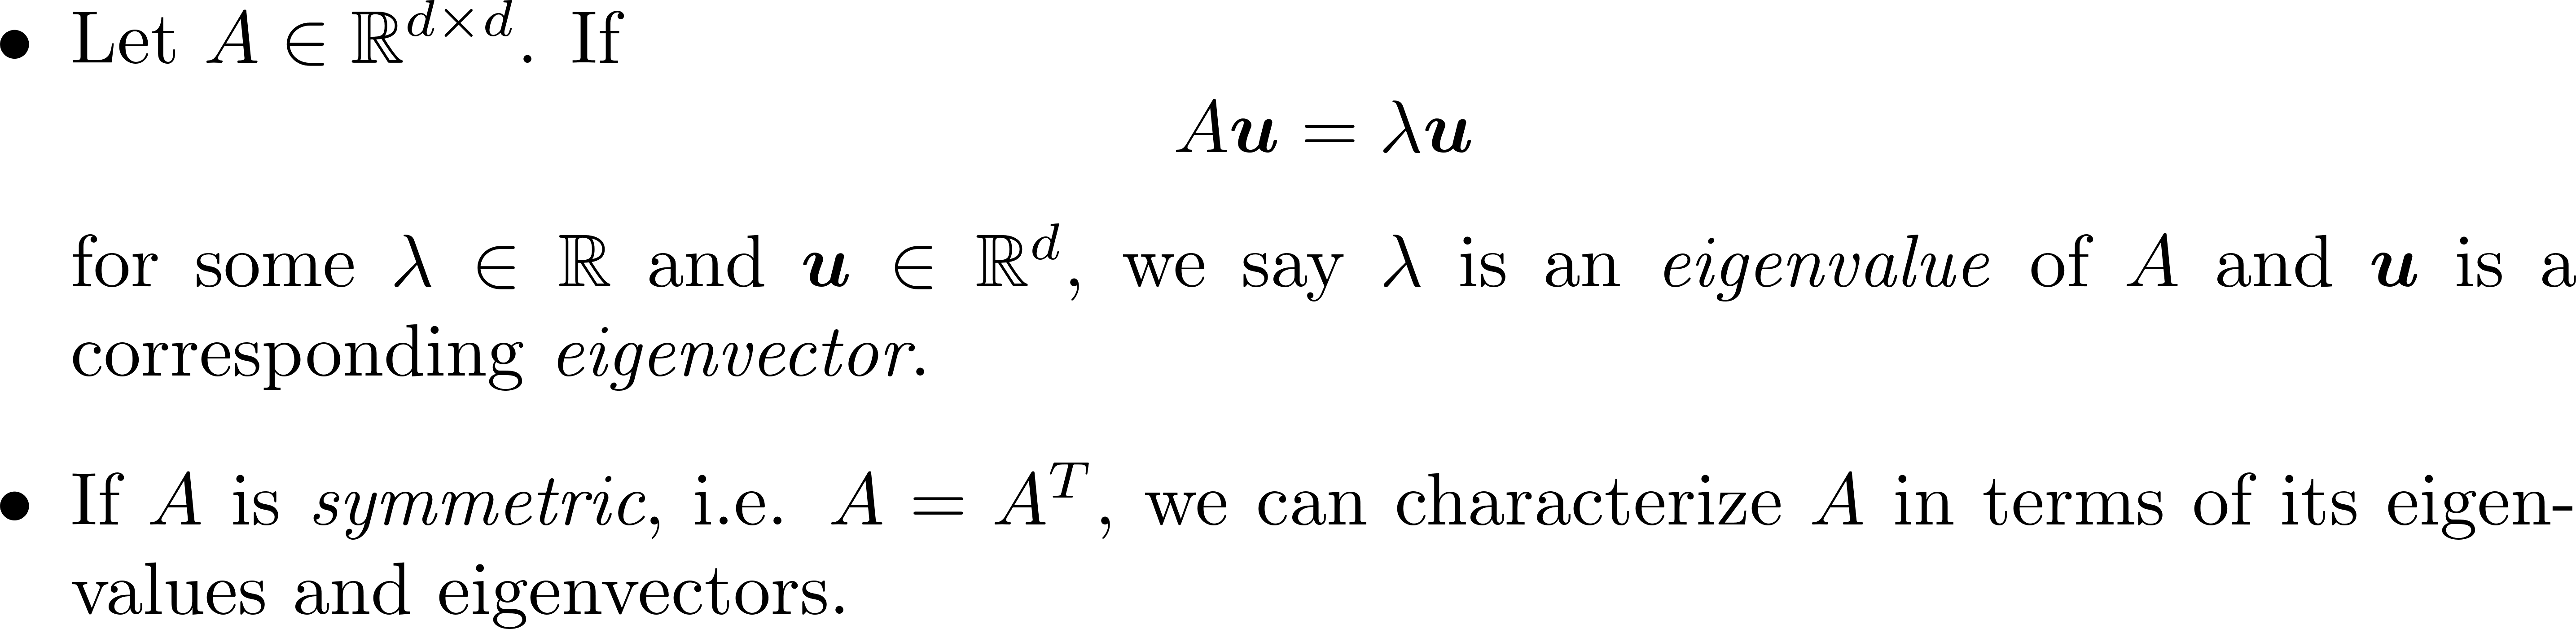 • Let A ∈ ℝ^{d×d}. If
A𝒖 = λ𝒖
for some λ ∈ ℝ and 𝒖 ∈ ℝ^d, we say λ is an eigenvalue of A and 𝒖 is a
corresponding eigenvector.
• If A is symmetric, i.e. A = A^T, we can characterize A in terms of its eigen-
values and eigenvectors.